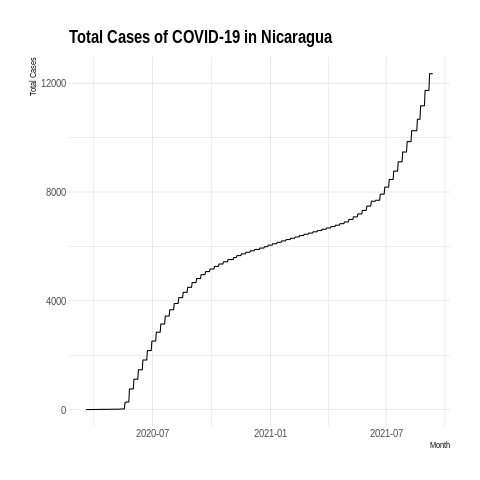 Total Cases of COVID-19 in Nicaragua
Total Cases
12000
8000
4000
0
2020-07
2021-01
2021-07
Month